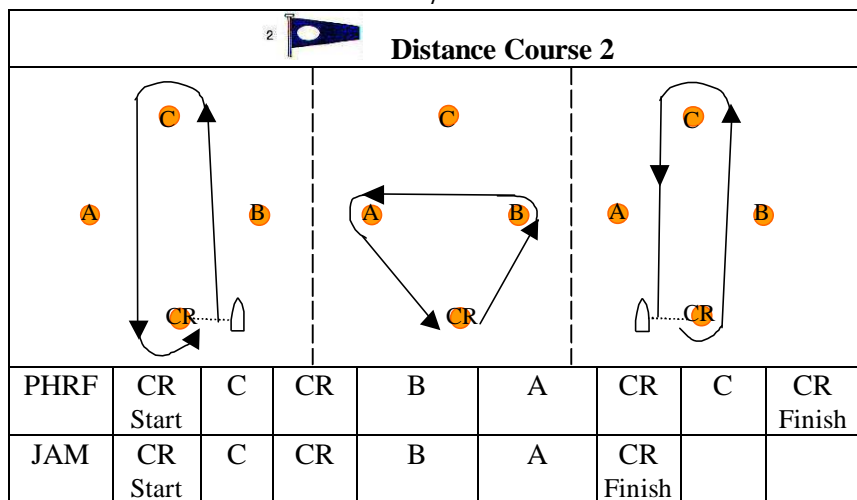 2
Distance Course 2
C C C
A B A B A B
CR CR CR
PHRF CR C CR B A CR C CR
Start Finish
JAM CR C CR B A CR
Start Finish